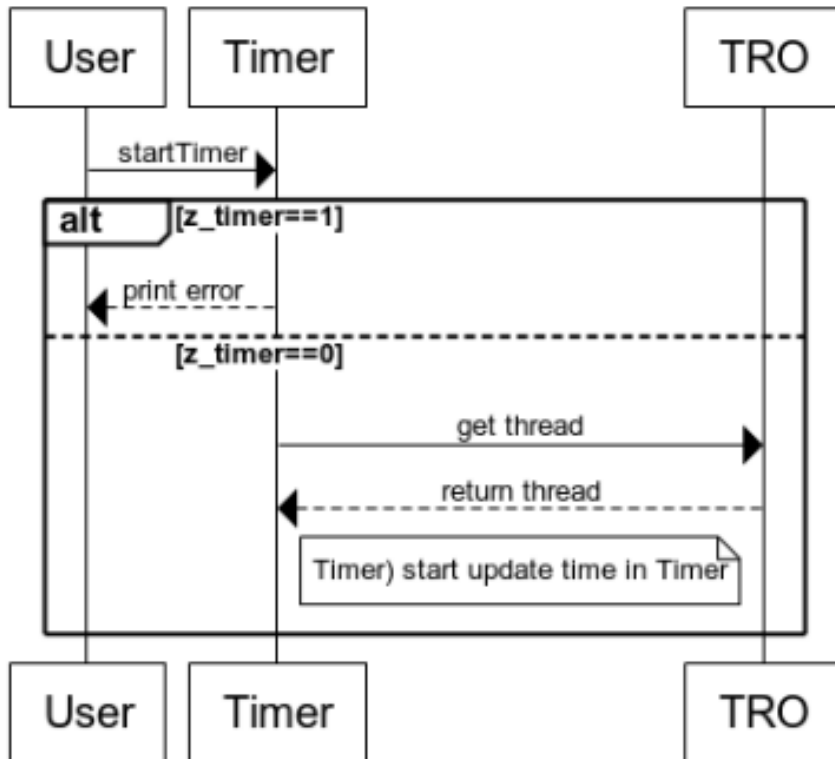 User Timer TRO
startTimer
alt [z_timer==1]
print error
[z_timer==0]
get thread
return thread
Timer) start update time in Timer
User Timer TRO